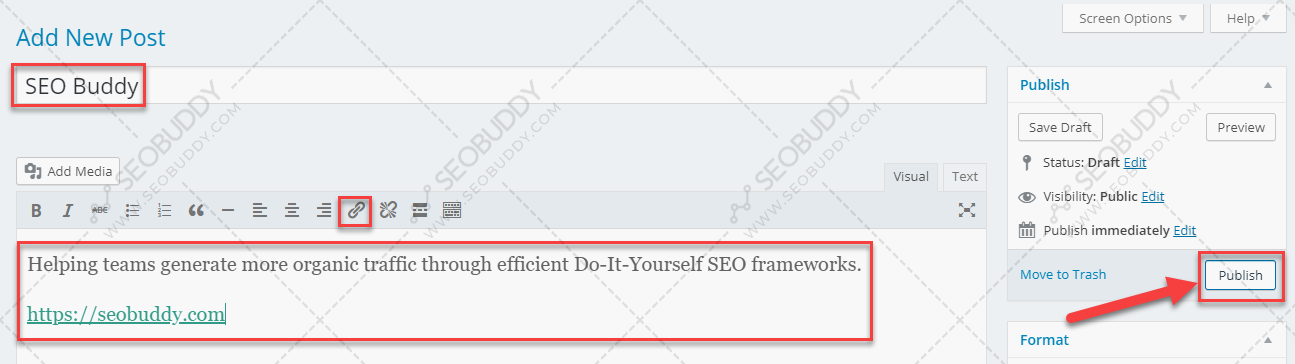 Screen Options
Help
Add New Post
SEO Buddy
Publish
Save Draft
Preview
Add Media
Visual
Text
Status: Draft Edit
B I ABC
Visibility: Public Edit
Publish immediately Edit
Helping teams generate more organic traffic through efficient Do-It-Yourself SEO frameworks.
https://seobuddy.com
Move to Trash
Publish
Format
SEOBUDDY
WWW.SEOBUDDY.COM
SEOBUDDY
WWW.SEOBUDDY.COM
SEOBUDDY
WWW.SEOBUDDY.COM
SEOBUDDY
WWW.SEOBUDDY.COM